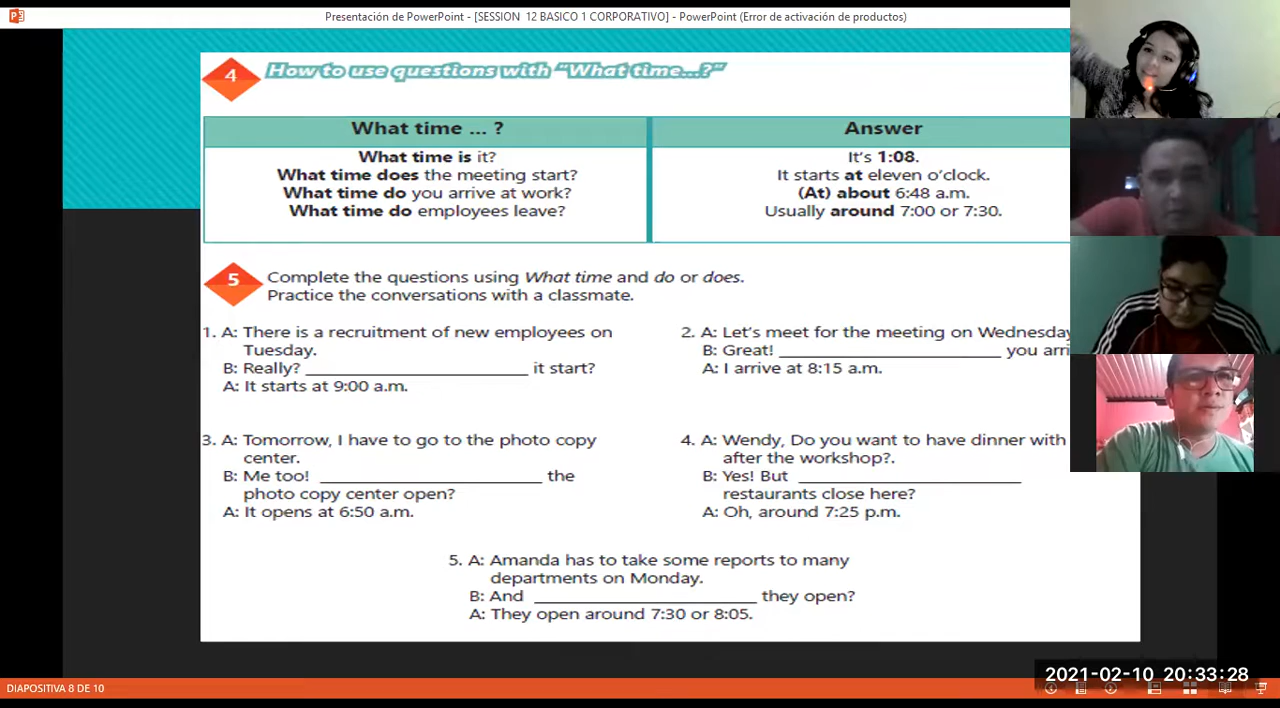 Presentación de PowerPoint - [SESSION 12 BASICO 1 CORPORATIVO] - PowerPoint (Error de activación de productos)
4
How to use questions with “What time...?”
What time ... ?
Answer
What time is it?
It’s 1:08.
What time does the meeting start?
It starts at eleven o’clock.
What time do you arrive at work?
(At) about 6:48 a.m.
What time do employees leave?
Usually around 7:00 or 7:30.
5
Complete the questions using What time and do or does.
Practice the conversations with a classmate.
1. A: There is a recruitment of new employees on
Tuesday.
B: Really? ______________________ it start?
A: It starts at 9:00 a.m.
2. A: Let’s meet for the meeting on Wednesday
B: Great! ______________________ you arri
A: I arrive at 8:15 a.m.
3. A: Tomorrow, I have to go to the photo copy
center.
B: Me too! ______________________ the
photo copy center open?
A: It opens at 6:50 a.m.
4. A: Wendy, Do you want to have dinner with
after the workshop?.
B: Yes! But ______________________
restaurants close here?
A: Oh, around 7:25 p.m.
5. A: Amanda has to take some reports to many
departments on Monday.
B: And ______________________ they open?
A: They open around 7:30 or 8:05.
2021-02-10 20:33:28
DIAPOSITIVA 8 DE 10